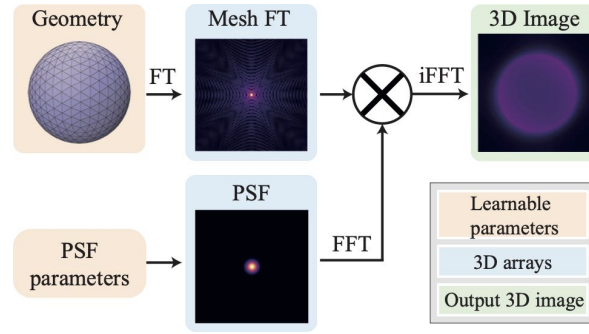 Geometry
FT
Mesh FT
iFFT
3D Image
PSF
parameters
PSF
FFT
Learnable
parameters
3D arrays
Output 3D image